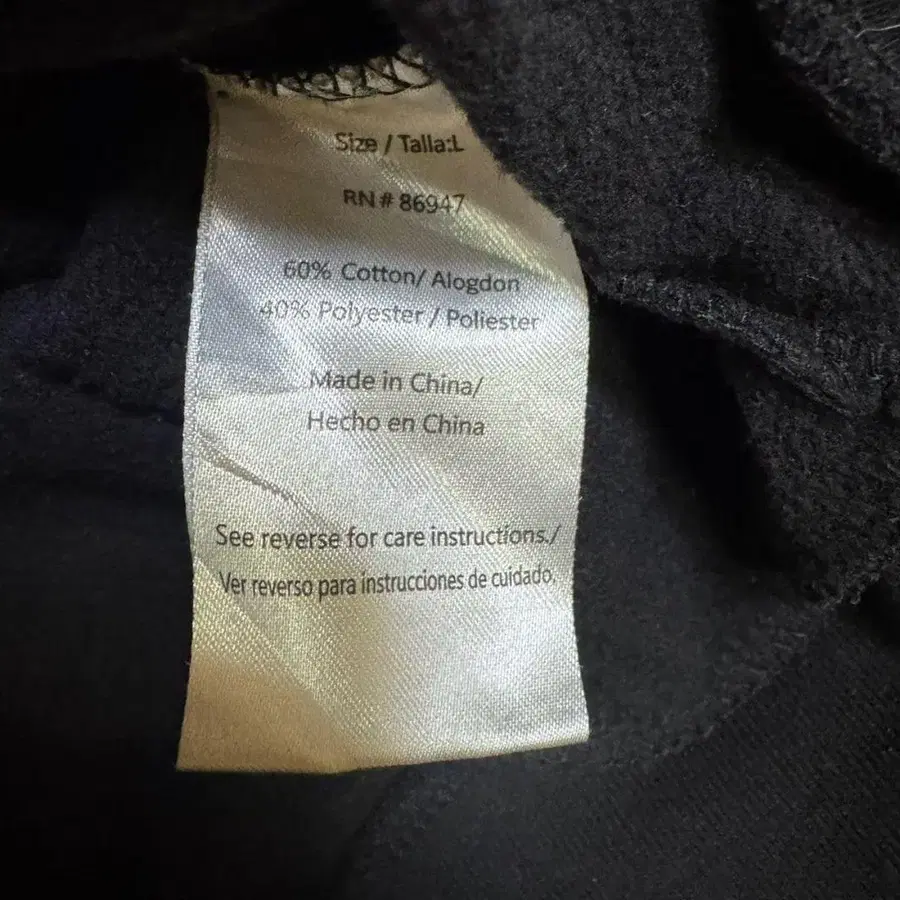 Size / Talla:L
RN # 86947
60% Cotton/ Alogdon
40% Polyester / Poliester
Made in China/
Hecho en China
See reverse for care instructions./
Ver reverso para instrucciones de cuidado.